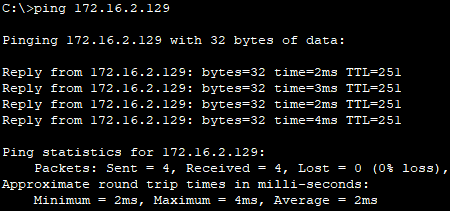 C:\>ping 172.16.2.129
Pinging 172.16.2.129 with 32 bytes of data:
Reply from 172.16.2.129: bytes=32 time=2ms TTL=251
Reply from 172.16.2.129: bytes=32 time=3ms TTL=251
Reply from 172.16.2.129: bytes=32 time=2ms TTL=251
Reply from 172.16.2.129: bytes=32 time=4ms TTL=251
Ping statistics for 172.16.2.129:
    Packets: Sent = 4, Received = 4, Lost = 0 (0% loss),
Approximate round trip times in milli-seconds:
    Minimum = 2ms, Maximum = 4ms, Average = 2ms